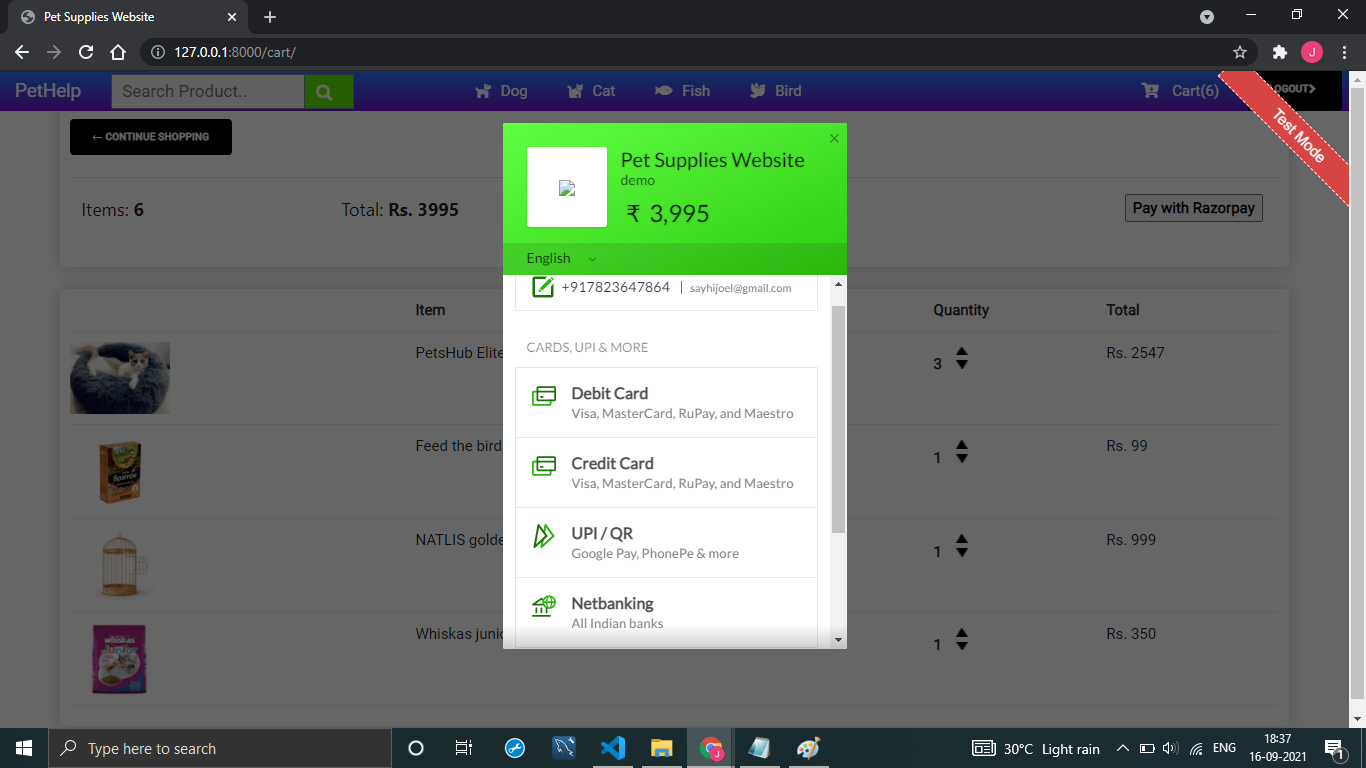 Pet Supplies Website
127.0.0.1:8000/cart/
J
PetHelp
Search Product..
Dog
Cat
Fish
Bird
Cart(6)
LOGOUT
Test Mode
← CONTINUE SHOPPING
Items: 6
Total: Rs. 3995
Pay with Razorpay
Pet Supplies Website
demo
₹ 3,995
English
+917823647864 | sayhijoel@gmail.com
CARDS, UPI & MORE
Debit Card
Visa, MasterCard, RuPay, and Maestro
Credit Card
Visa, MasterCard, RuPay, and Maestro
UPI / QR
Google Pay, PhonePe & more
Netbanking
All Indian banks
Item
Quantity
Total
PetsHub Elite
3
Rs. 2547
Feed the bird
1
Rs. 99
NATLIS golde
1
Rs. 999
Whiskas junio
1
Rs. 350
Sparrow
whiskas
Junior
Type here to search
J
30°C Light rain
ENG
18:37
16-09-2021
1